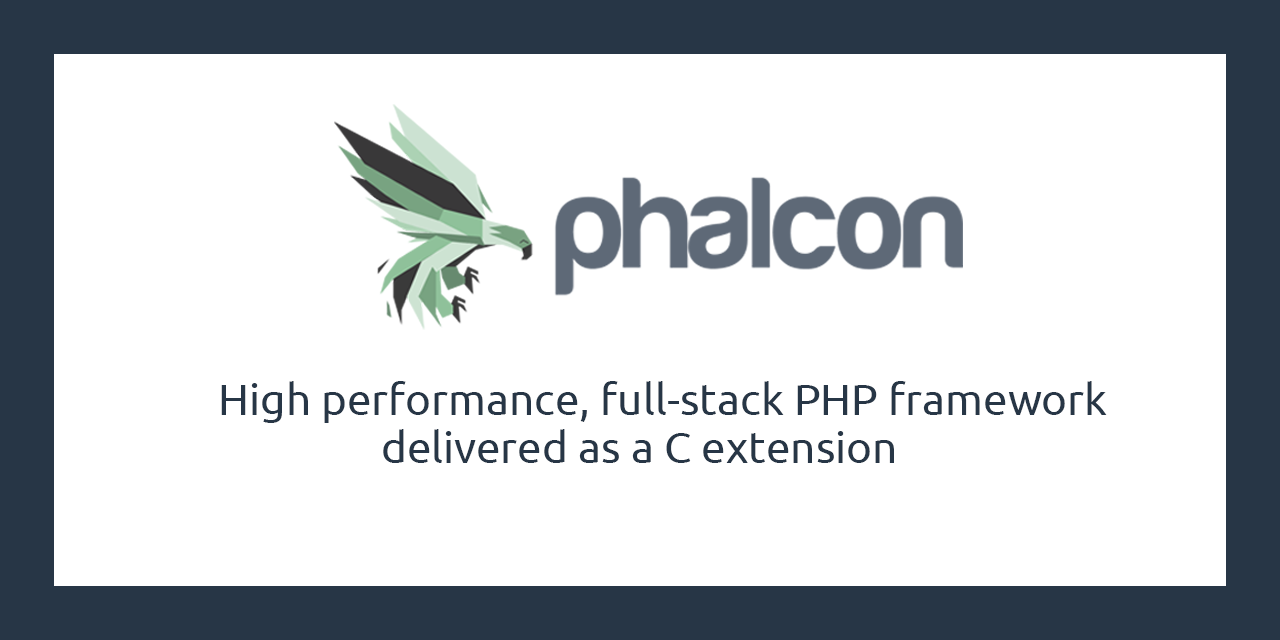 phalcon
High performance, full-stack PHP framework
delivered as a C extension